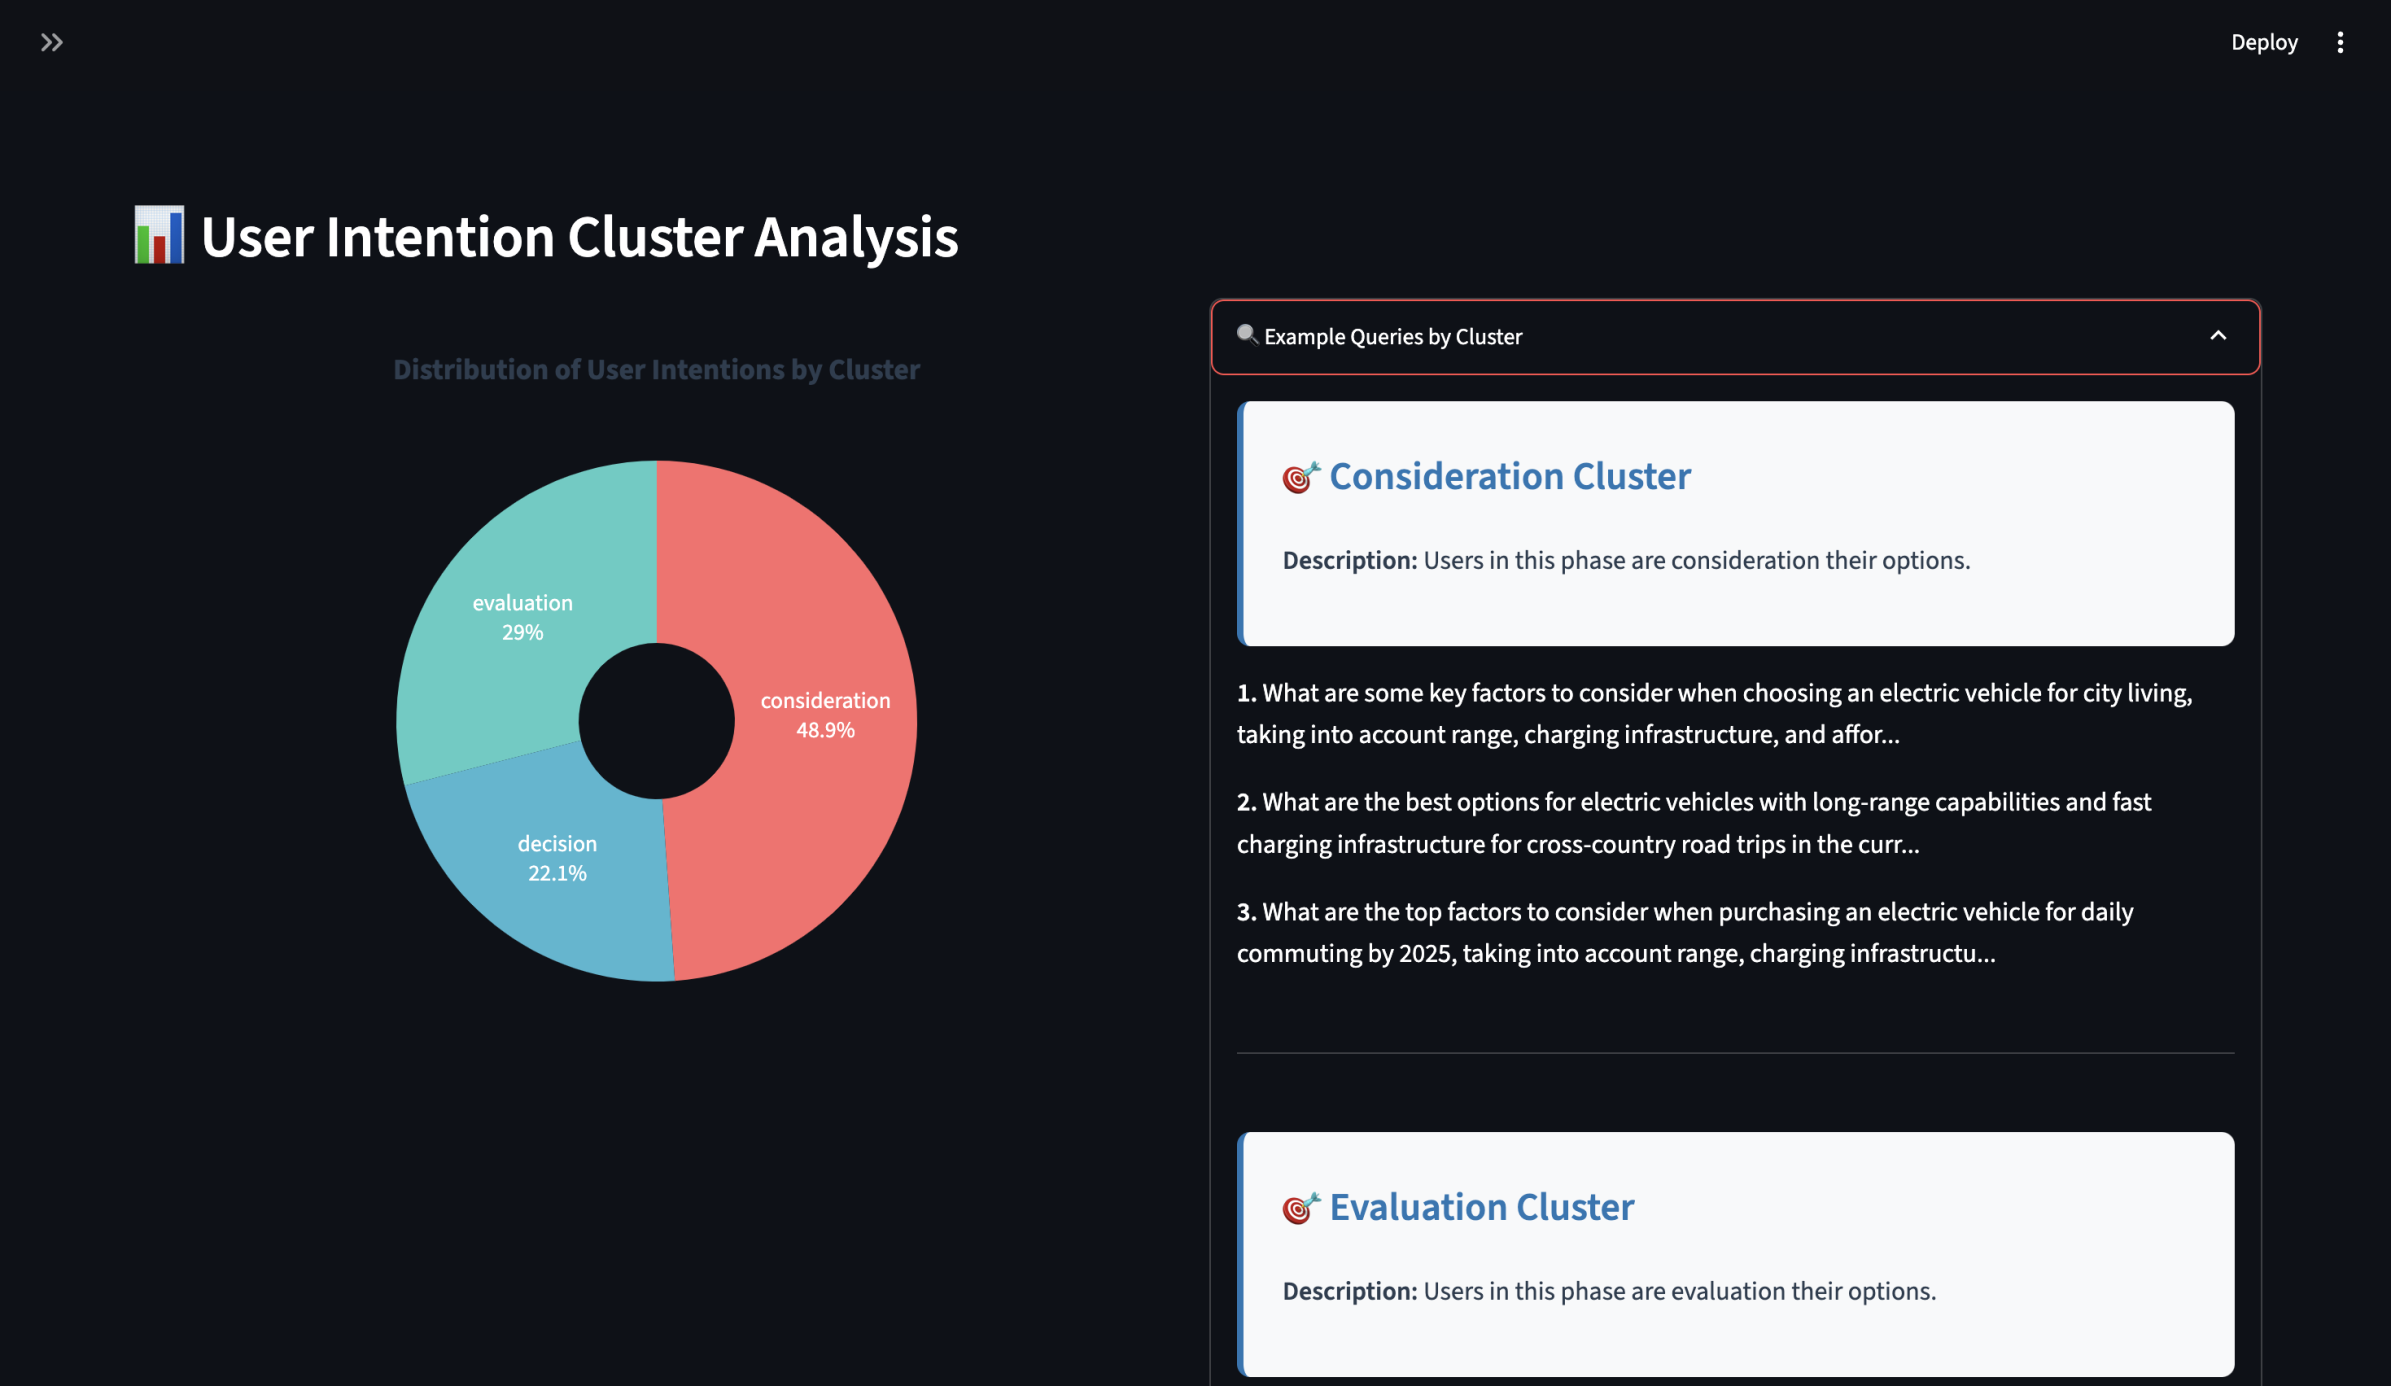 Deploy
User Intention Cluster Analysis
Distribution of User Intentions by Cluster
evaluation
29%
consideration
48.9%
decision
22.1%
Example Queries by Cluster
Consideration Cluster
Description: Users in this phase are consideration their options.
1. What are some key factors to consider when choosing an electric vehicle for city living,
taking into account range, charging infrastructure, and affor...
2. What are the best options for electric vehicles with long-range capabilities and fast
charging infrastructure for cross-country road trips in the curr...
3. What are the top factors to consider when purchasing an electric vehicle for daily
commuting by 2025, taking into account range, charging infrastructu...
Evaluation Cluster
Description: Users in this phase are evaluation their options.